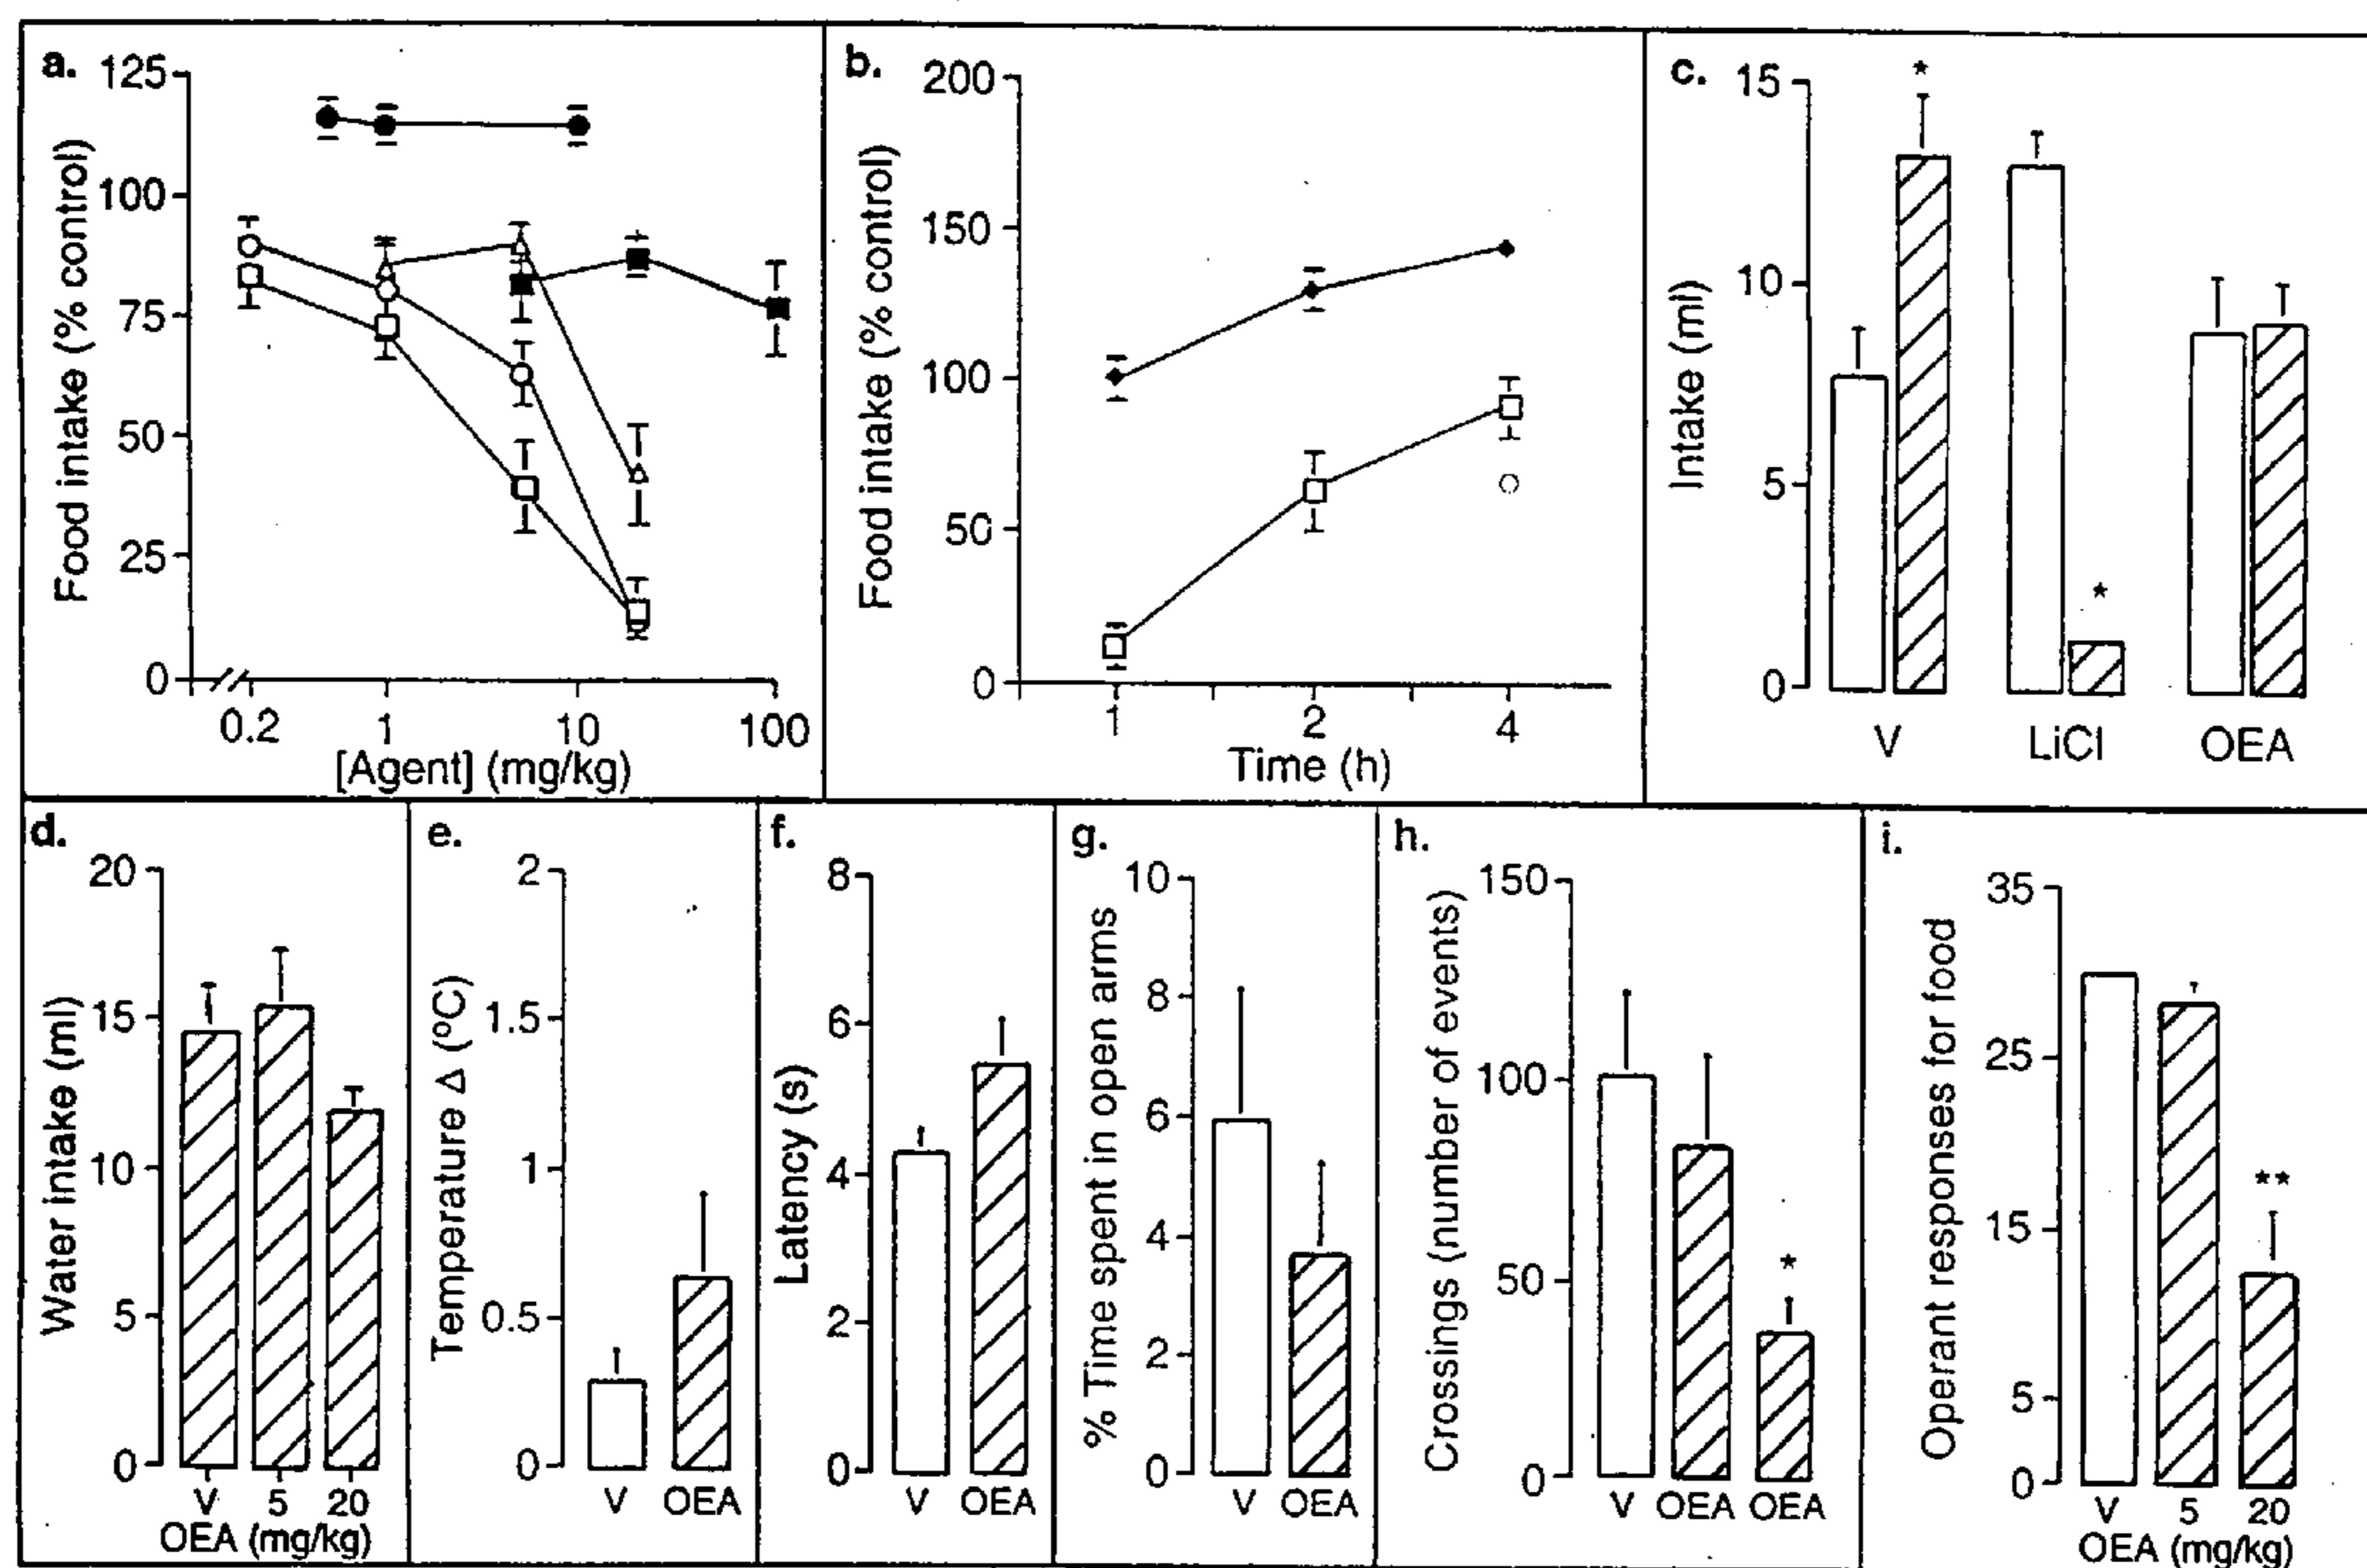 a.
Food intake (% control)
125
100
75
50
25
0
0.2 1 10 100
[Agent] (mg/kg)
b.
Food intake (% control)
200
150
100
50
0
1 2 4
Time (h)
c.
Intake (ml)
15
10
5
0
*
*
V LiCl OEA
d.
Water intake (ml)
20
15
10
5
0
V 5 20
OEA (mg/kg)
e.
Temperature Δ (ºC)
2
1.5
1
0.5
0
V OEA
f.
Latency (s)
8
6
4
2
0
V OEA
g.
% Time spent in open arms
10
8
6
4
2
0
V OEA
h.
Crossings (number of events)
150
100
50
0
*
V OEA OEA
i.
Operant responses for food
35
25
15
5
0
**
V 5 20
OEA (mg/kg)